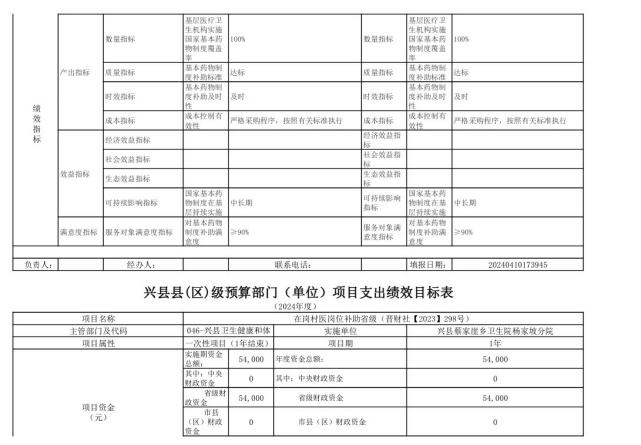 绩效指标 产出指标 数量指标 基层医疗卫生机构实施国家基本药物制度覆盖率 100% 数量指标 基层医疗卫生机构实施国家基本药物制度覆盖率 100%
质量指标 基本药物制度补助标准 达标 质量指标 基本药物制度补助标准 达标
时效指标 基本药物制度补助及时性 及时 时效指标 基本药物制度补助及时性 及时
成本指标 成本控制有效性 严格采购程序，按照有关标准执行 成本指标 成本控制有效性 严格采购程序，按照有关标准执行
效益指标 经济效益指标 经济效益指标
社会效益指标 社会效益指标
生态效益指标 生态效益指标
可持续影响指标 国家基本药物制度在基层持续实施 中长期 可持续影响指标 国家基本药物制度在基层持续实施 中长期
满意度指标 服务对象满意度指标 对基本药物制度补助满意度 ≥90% 服务对象满意度指标 对基本药物制度补助满意度 ≥90%
负责人： 经办人： 联系电话： 填报日期： 20240410173945
兴县县(区)级预算部门（单位）项目支出绩效目标表
（2024年度）
项目名称 在岗村医岗位补助省级（晋财社【2023】298号）
主管部门及代码 046-兴县卫生健康和体 实施单位 兴县蔡家崖乡卫生院杨家坡分院
项目属性 一次性项目（1年结束） 项目期 1年
项目资金（元） 实施期资金总额： 54,000 年度资金总额： 54,000
其中：中央财政资金 0 其中：中央财政资金 0
省级财政资金 54,000 省级财政资金 54,000
市县（区）财政资金 0 市县（区）财政资金 0